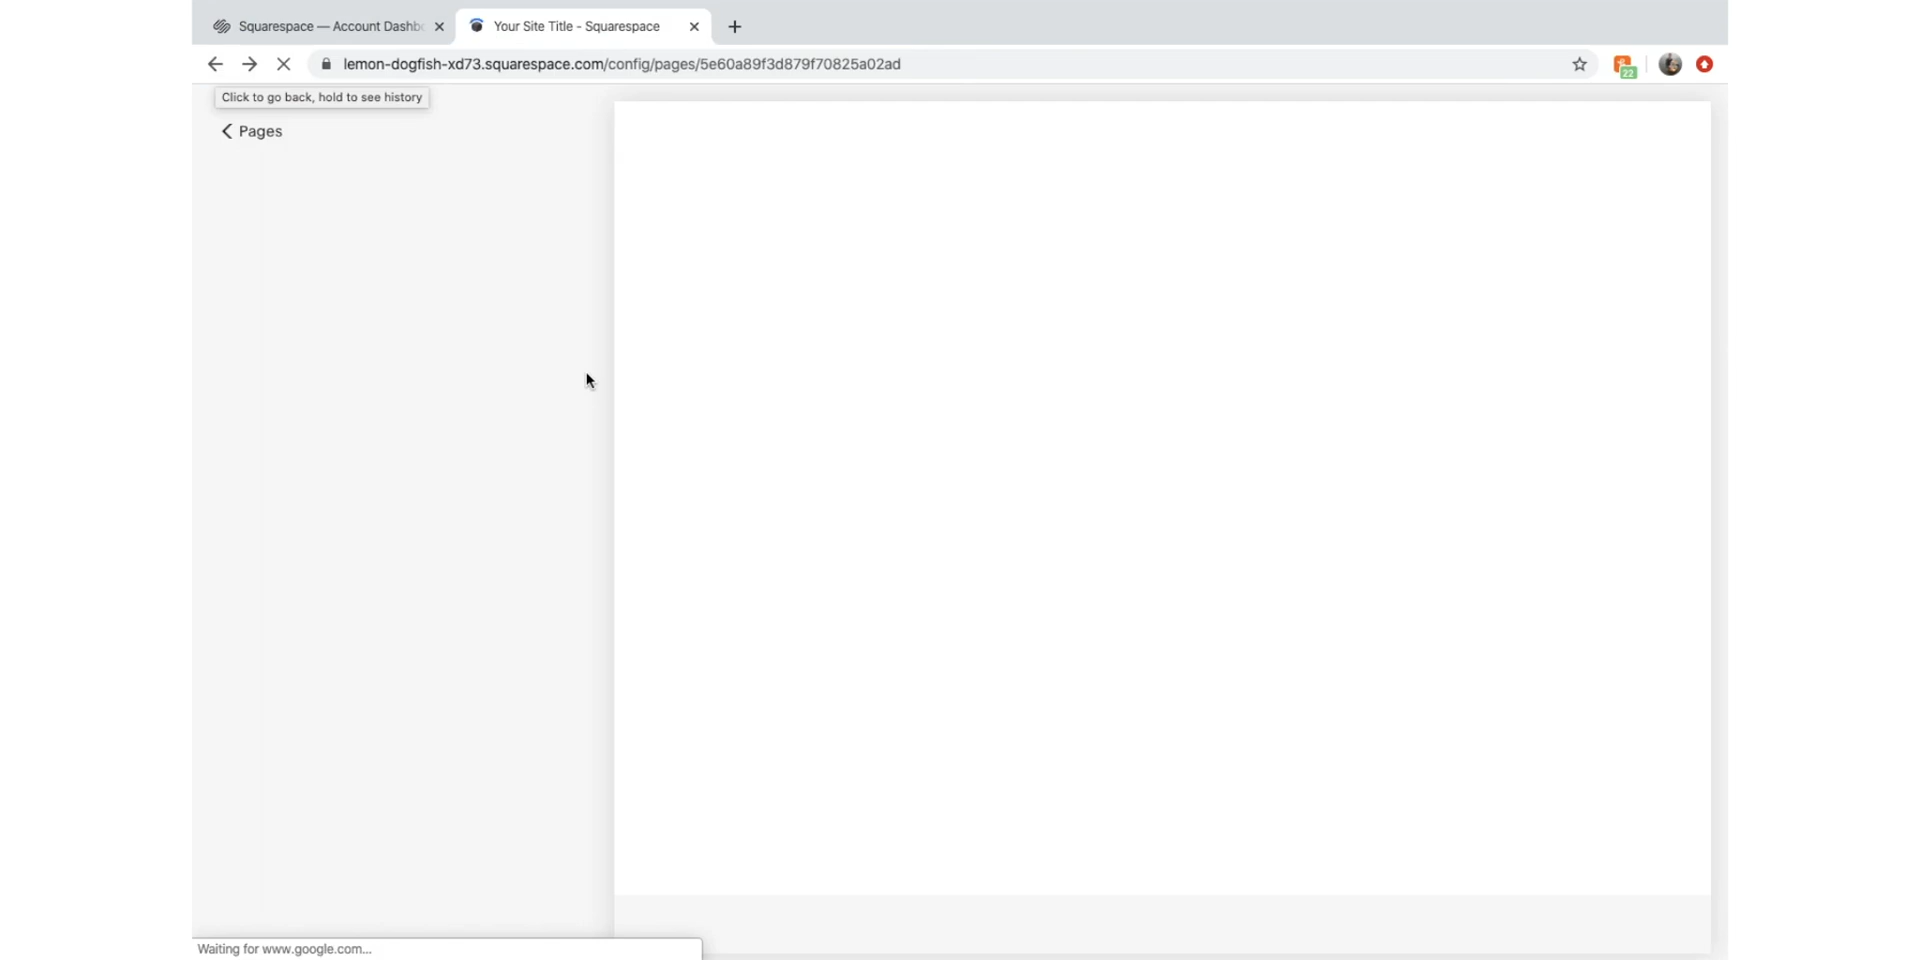 Squarespace — Account Dashb
Your Site Title - Squarespace
lemon-dogfish-xd73.squarespace.com/config/pages/5e60a89f3d879f70825a02ad
22
Click to go back, hold to see history
Pages
Waiting for www.google.com...